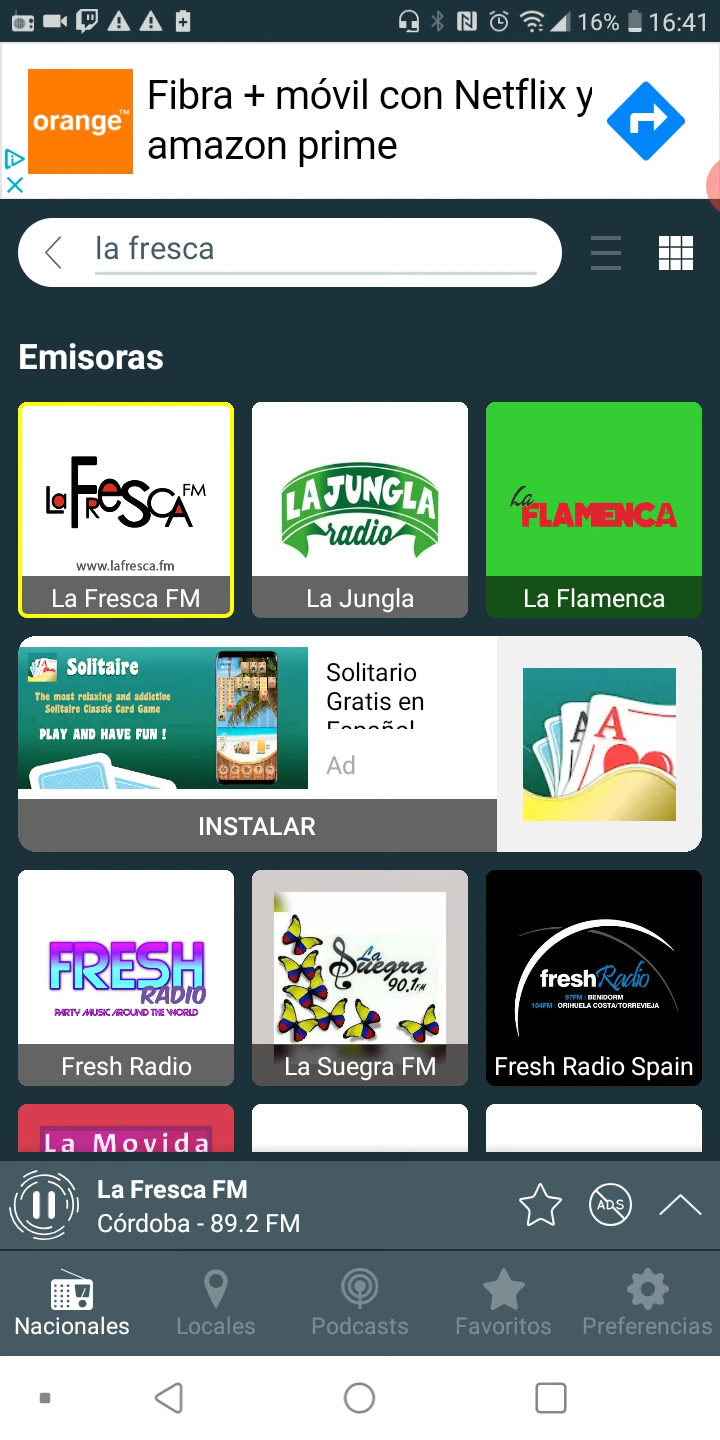 16%
16:41
orange™
Fibra + móvil con Netflix y
amazon prime
la fresca
Emisoras
La FReSCA FM
www.lafresca.fm
La Fresca FM
LA JUNGLA
radio
La Jungla
La
FLAMENCA
La Flamenca
Solitaire
The most relaxing and addictive
Solitaire Classic Card Game
PLAY AND HAVE FUN !
Solitario
Gratis en
Español
Ad
INSTALAR
A
A
FRESH
RADIO
PARTY MUSIC AROUND THE WORLD
Fresh Radio
La
Suegra
90.1 FM
La Suegra FM
freshRadio
97FM | BENIDORM
104FM | ORIHUELA COSTA/TORREVIEJA
Fresh Radio Spain
La Movida
La Fresca FM
Córdoba - 89.2 FM
ADS
Nacionales
Locales
Podcasts
Favoritos
Preferencias